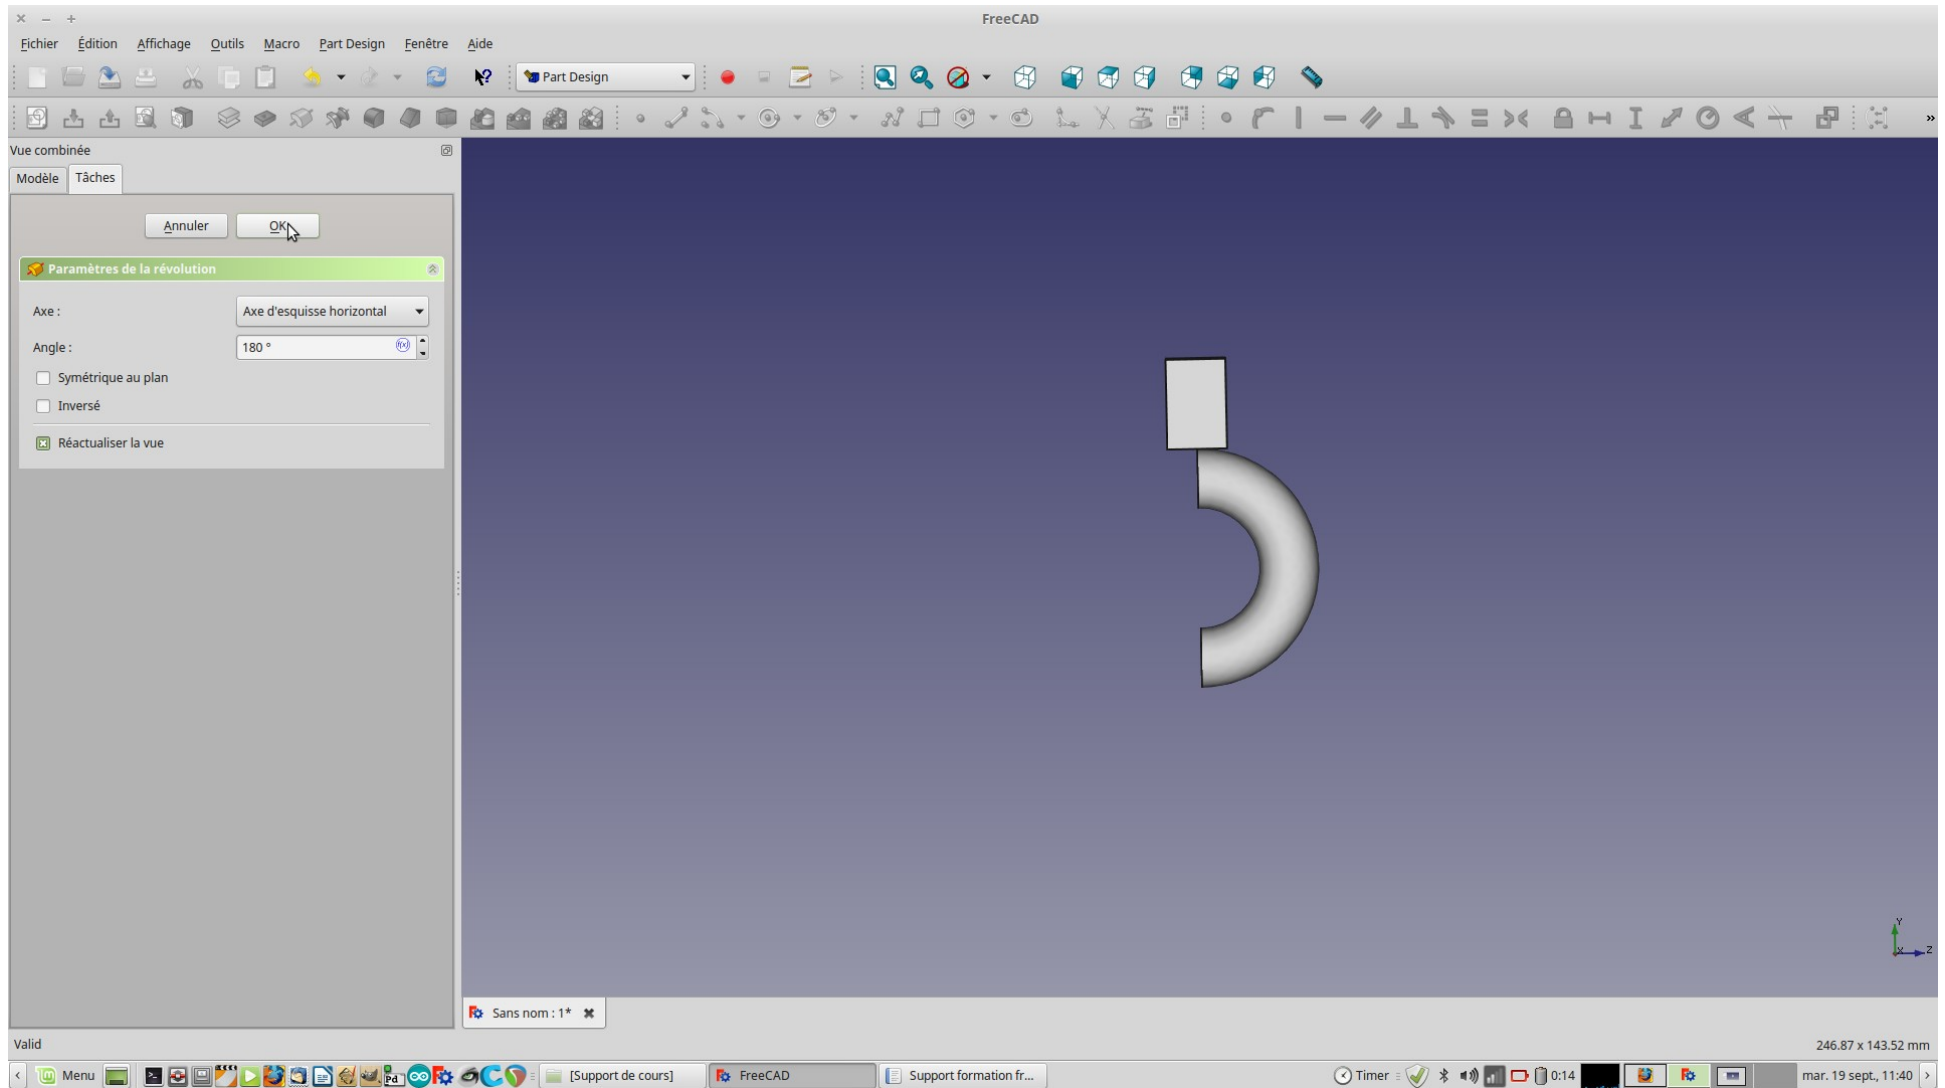 FreeCAD
Fichier Édition Affichage Outils Macro Part Design Fenêtre Aide
Part Design
Vue combinée
Modèle Tâches
Annuler OK
Paramètres de la révolution
Axe : Axe d'esquisse horizontal
Angle : 180 °
Symétrique au plan
Inversé
Réactualiser la vue
Y
X Z
Sans nom : 1*
Valid 246.87 x 143.52 mm
Menu Pd [Support de cours] FreeCAD Support formation fr... Timer 0:14 mar. 19 sept., 11:40